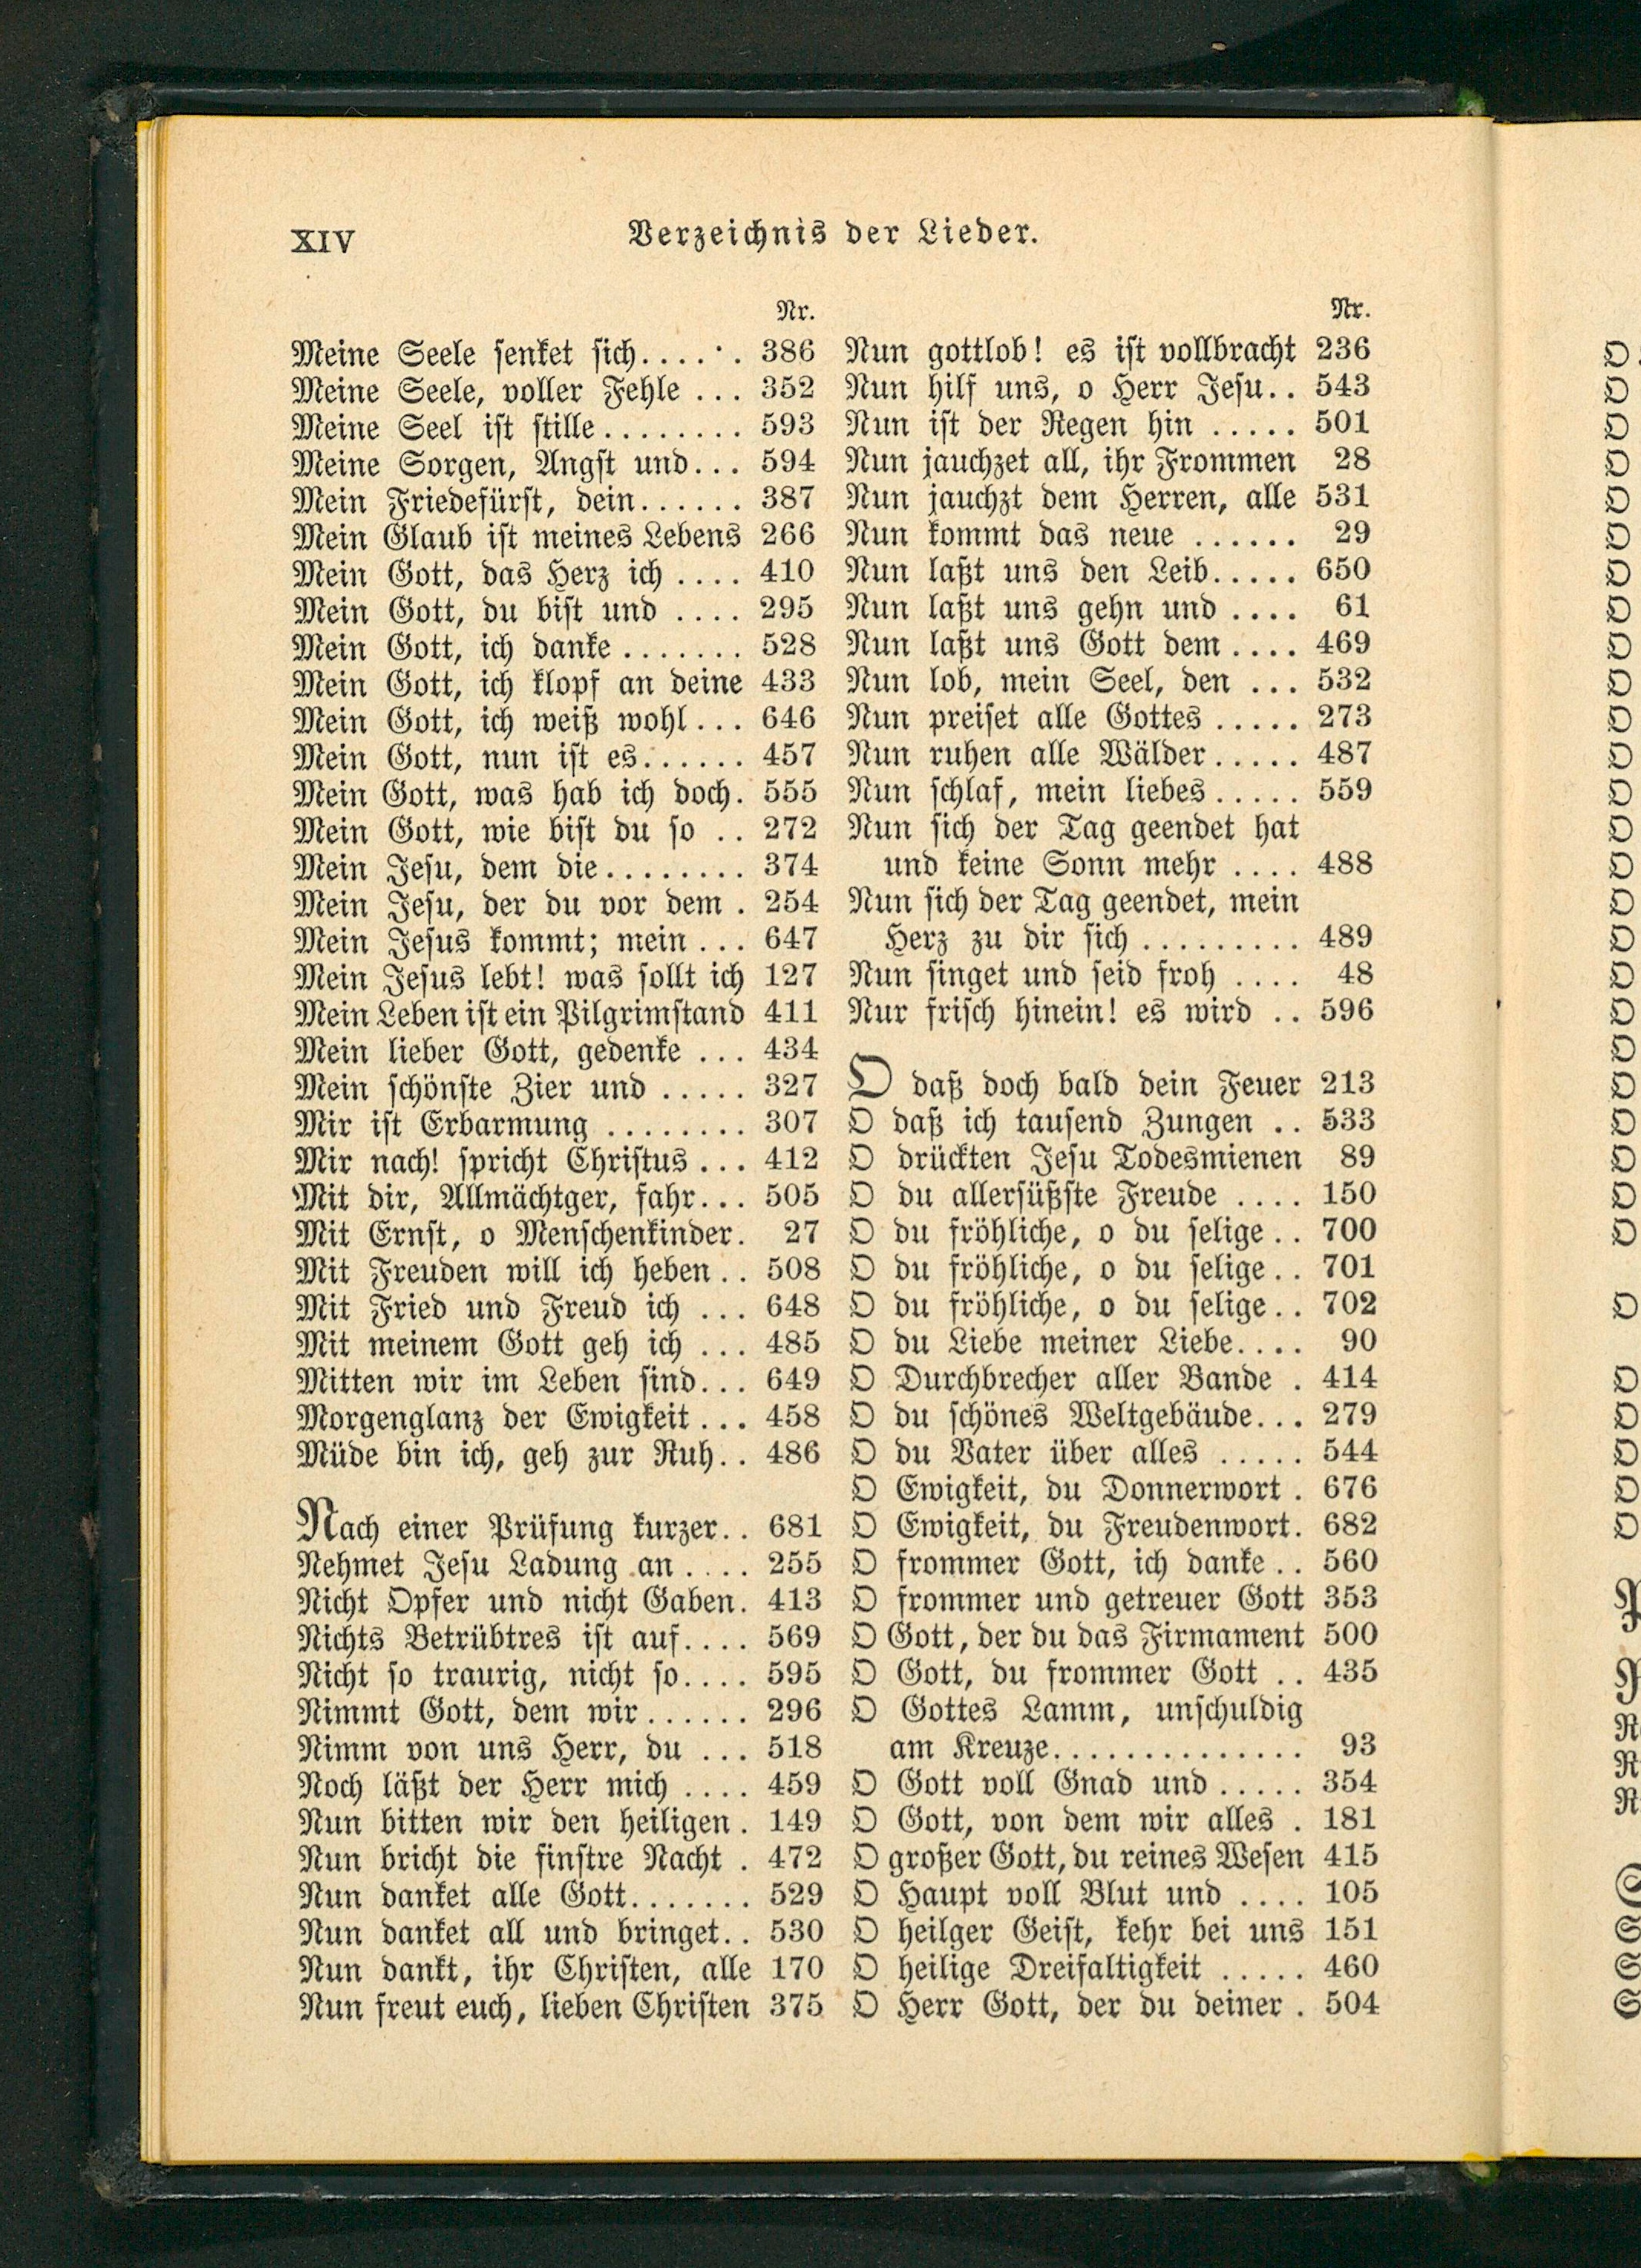 XIV
Verzeichnis der Lieder.
Nr.
Meine Seele senket sich..... 386
Meine Seele, voller Fehle ... 352
Meine Seel ist stille........ 593
Meine Sorgen, Angst und... 594
Mein Friedefürst, dein...... 387
Mein Glaub ist meines Lebens 266
Mein Gott, das Herz ich .... 410
Mein Gott, du bist und .... 295
Mein Gott, ich danke ....... 528
Mein Gott, ich klopf an deine 433
Mein Gott, ich weiß wohl... 646
Mein Gott, nun ist es...... 457
Mein Gott, was hab ich doch. 555
Mein Gott, wie bist du so .. 272
Mein Jesu, dem die........ 374
Mein Jesu, der du vor dem . 254
Mein Jesus kommt; mein ... 647
Mein Jesus lebt! was sollt ich 127
Mein Leben ist ein Pilgrimstand 411
Mein lieber Gott, gedenke ... 434
Mein schönste Zier und ..... 327
Mir ist Erbarmung ........ 307
Mir nach! spricht Christus ... 412
Mit dir, Allmächtger, fahr... 505
Mit Ernst, o Menschenkinder. 27
Mit Freuden will ich heben.. 508
Mit Fried und Freud ich ... 648
Mit meinem Gott geh ich ... 485
Mitten wir im Leben sind... 649
Morgenglanz der Ewigkeit ... 458
Müde bin ich, geh zur Ruh.. 486
Nach einer Prüfung kurzer.. 681
Nehmet Jesu Ladung an .... 255
Nicht Opfer und nicht Gaben. 413
Nichts Betrübtres ist auf.... 569
Nicht so traurig, nicht so.... 595
Nimmt Gott, dem wir ...... 296
Nimm von uns Herr, du ... 518
Noch läßt der Herr mich .... 459
Nun bitten wir den heiligen . 149
Nun bricht die finstre Nacht . 472
Nun danket alle Gott....... 529
Nun danket all und bringet.. 530
Nun dankt, ihr Christen, alle 170
Nun freut euch, lieben Christen 375
Nr.
Nun gottlob! es ist vollbracht 236
Nun hilf uns, o Herr Jesu.. 543
Nun ist der Regen hin ..... 501
Nun jauchzet all, ihr Frommen 28
Nun jauchzt dem Herren, alle 531
Nun kommt das neue ...... 29
Nun laßt uns den Leib..... 650
Nun laßt uns gehn und .... 61
Nun laßt uns Gott dem .... 469
Nun lob, mein Seel, den ... 532
Nun preiset alle Gottes ..... 273
Nun ruhen alle Wälder ..... 487
Nun schlaf, mein liebes ..... 559
Nun sich der Tag geendet hat
und keine Sonn mehr .... 488
Nun sich der Tag geendet, mein
Herz zu dir sich ......... 489
Nun singet und seid froh .... 48
Nur frisch hinein! es wird .. 596
O daß doch bald dein Feuer 213
O daß ich tausend Zungen .. 533
O drückten Jesu Todesmienen 89
O du allersüßste Freude .... 150
O du fröhliche, o du selige.. 700
O du fröhliche, o du selige.. 701
O du fröhliche, o du selige.. 702
O du Liebe meiner Liebe.... 90
O Durchbrecher aller Bande . 414
O du schönes Weltgebäude... 279
O du Vater über alles ..... 544
O Ewigkeit, du Donnerwort . 676
O Ewigkeit, du Freudenwort. 682
O frommer Gott, ich danke.. 560
O frommer und getreuer Gott 353
O Gott, der du das Firmament 500
O Gott, du frommer Gott .. 435
O Gottes Lamm, unschuldig
am Kreuze.............. 93
O Gott voll Gnad und ..... 354
O Gott, von dem wir alles . 181
O großer Gott, du reines Wesen 415
O Haupt voll Blut und .... 105
O heilger Geist, kehr bei uns 151
O heilige Dreifaltigkeit ..... 460
O Herr Gott, der du deiner . 504